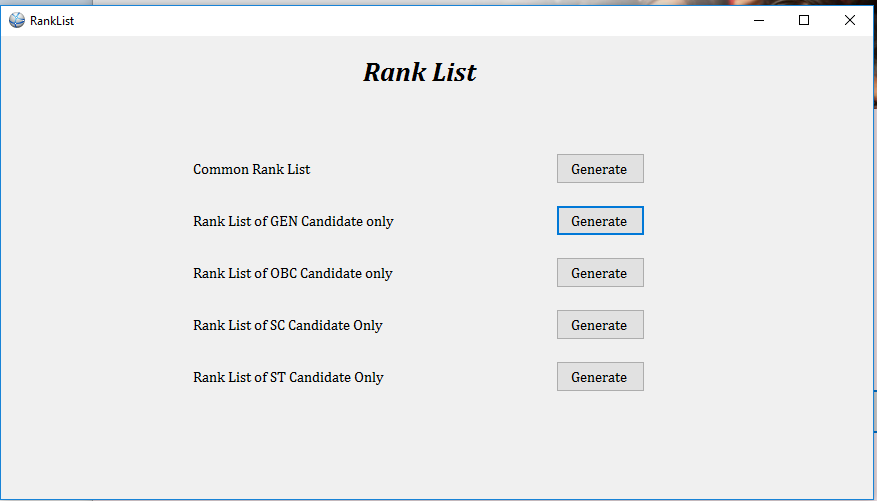 RankList
Rank List
Common Rank List Generate
Rank List of GEN Candidate only Generate
Rank List of OBC Candidate only Generate
Rank List of SC Candidate Only Generate
Rank List of ST Candidate Only Generate